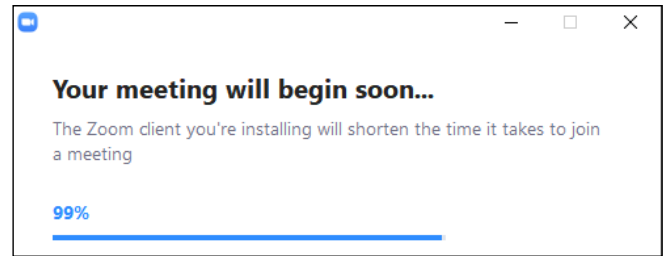 Your meeting will begin soon...
The Zoom client you're installing will shorten the time it takes to join
a meeting
99%